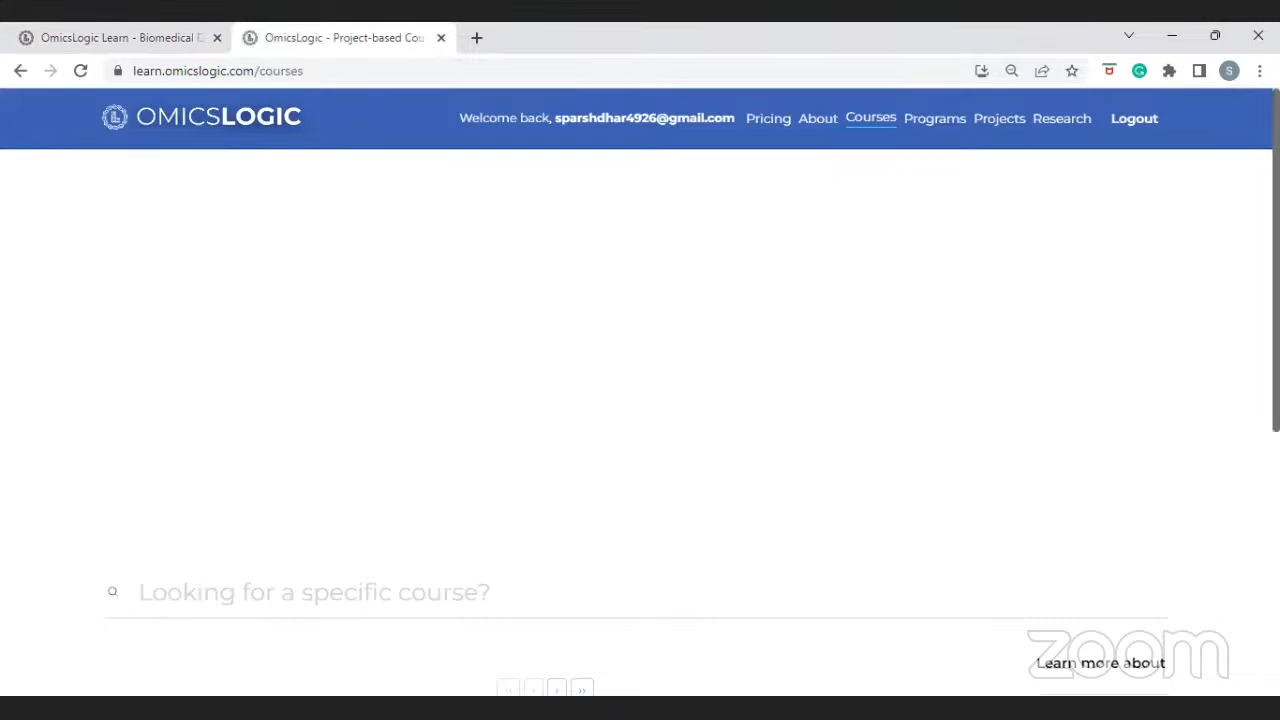 OmicsLogic Learn - Biomedical D
OmicsLogic - Project-based Cou
learn.omicslogic.com/courses
S
OMICSLOGIC
Welcome back, sparshdhar4926@gmail.com
Pricing
About
Courses
Programs
Projects
Research
Logout
Looking for a specific course?
Learn more about
zoom